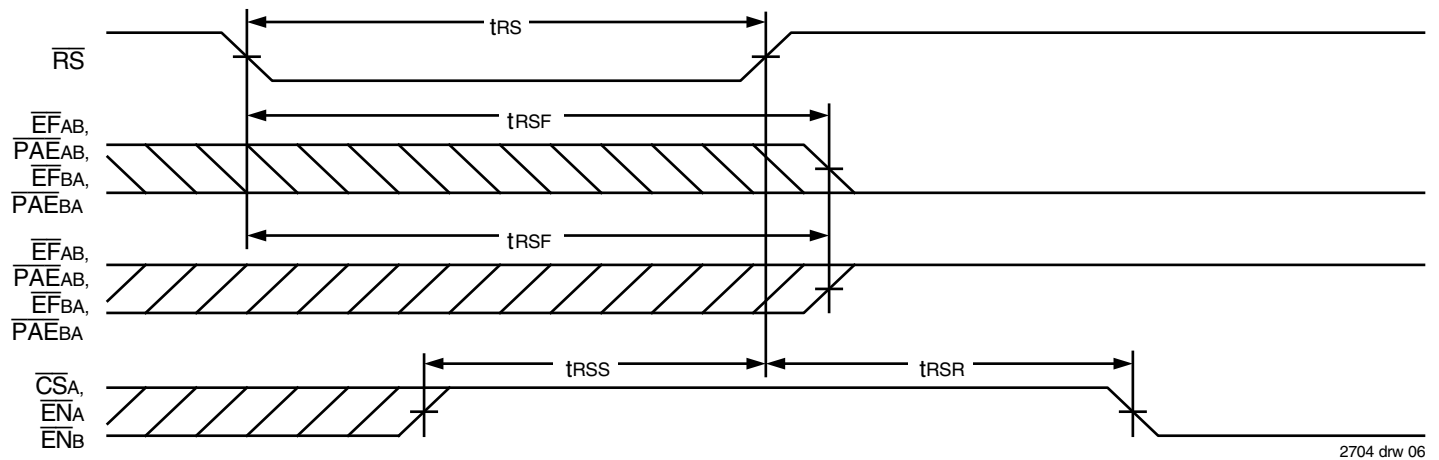 tRS
RS
EFAB,
tRSF
PAEAB,
EFBA,
PAEBA
EFAB,
tRSF
PAEAB,
EFBA,
PAEBA
tRSS
tRSR
CSA,
ENA
ENB
2704 drw 06